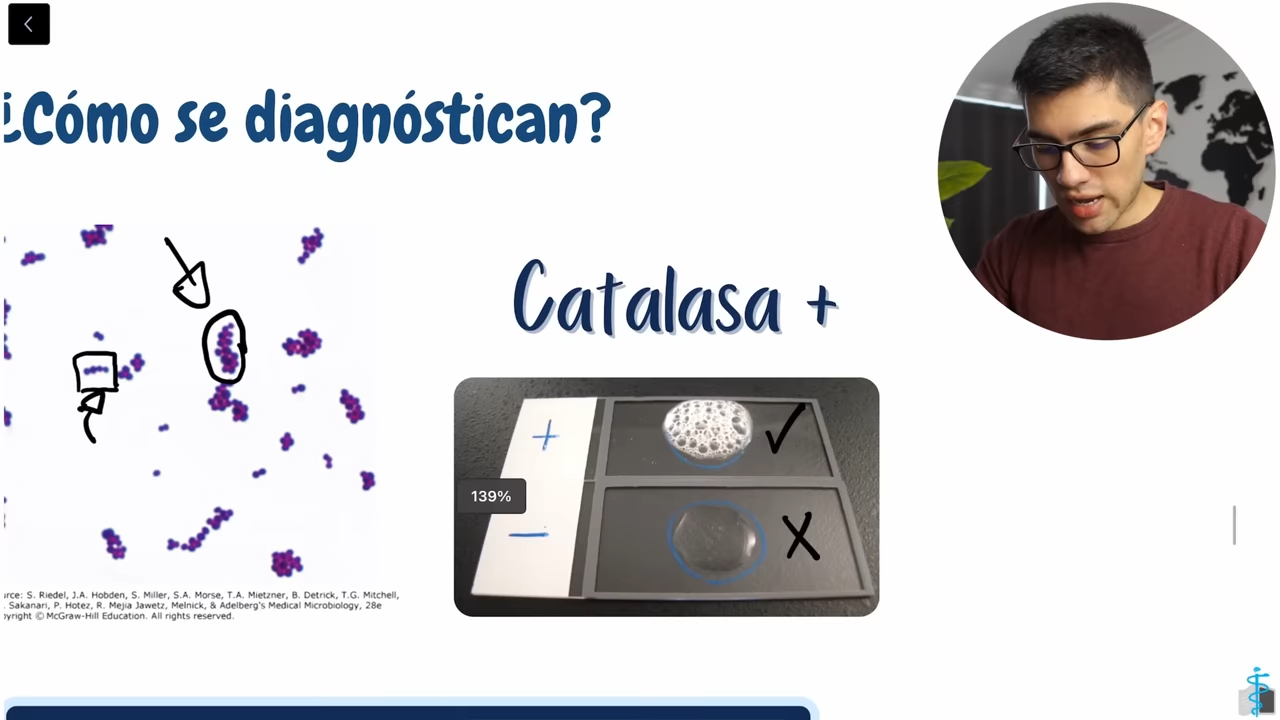 ¿Cómo se diagnóstican?
Catalasa +
+
139%
—
urce: S. Riedel, J.A. Hobden, S. Miller, S.A. Morse, T.A. Mietzner, B. Detrick, T.G. Mitchell,
. Sakanari, P. Hotez, R. Mejia Jawetz, Melnick, & Adelberg's Medical Microbiology, 28e
pyright © McGraw-Hill Education. All rights reserved.